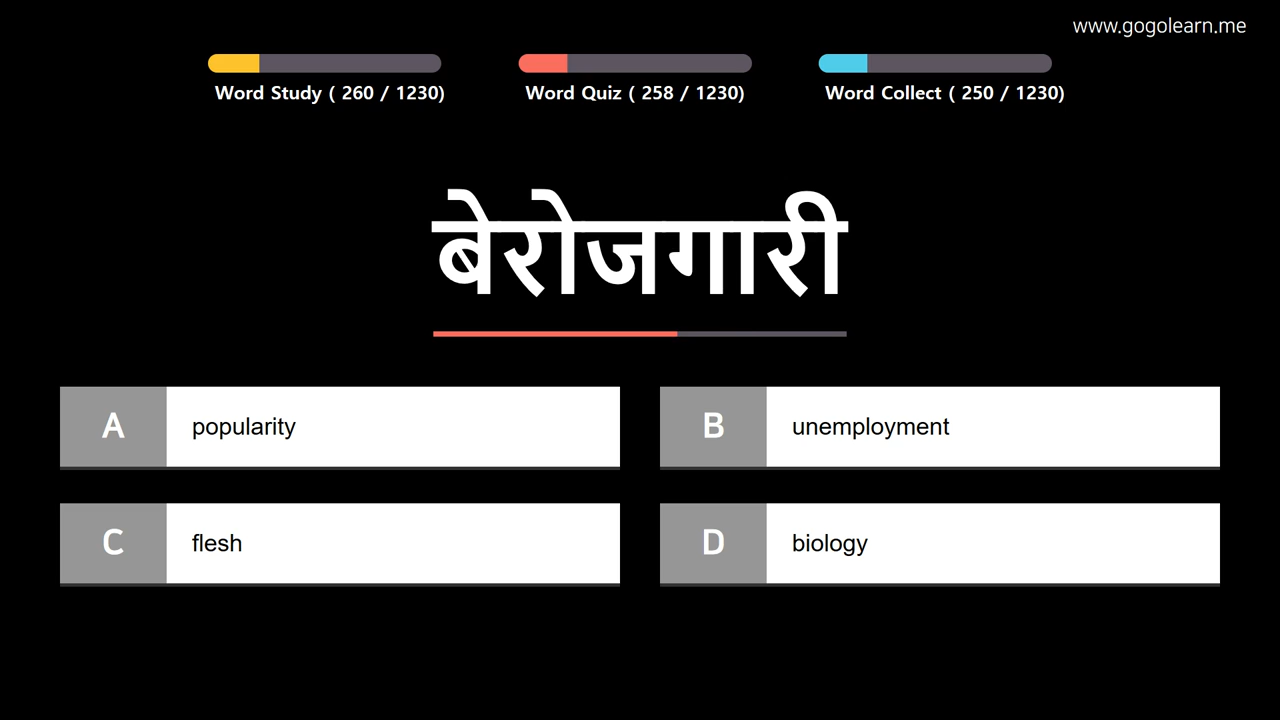 www.gogolearn.me
Word Study ( 260 / 1230)
Word Quiz ( 258 / 1230)
Word Collect ( 250 / 1230)
बेरोजगारी
A popularity
B unemployment
C flesh
D biology